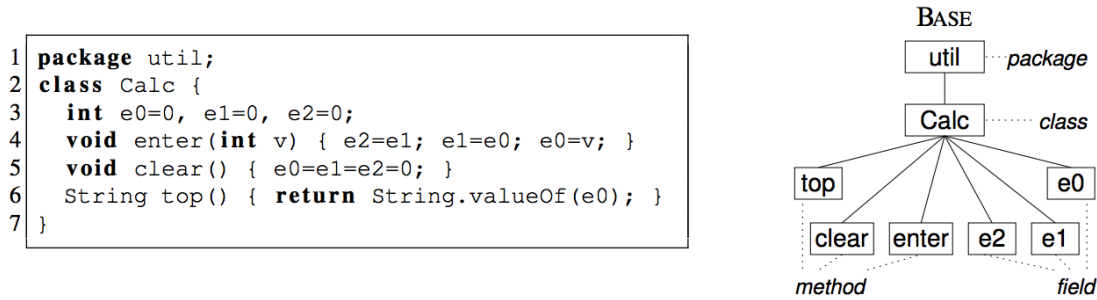 1 package util;
2 class Calc {
3 int e0=0, e1=0, e2=0;
4 void enter(int v) { e2=e1; e1=e0; e0=v; }
5 void clear() { e0=e1=e2=0; }
6 String top() { return String.valueOf(e0); }
7 }
BASE
util package
Calc class
top e0
clear enter e2 e1
method field